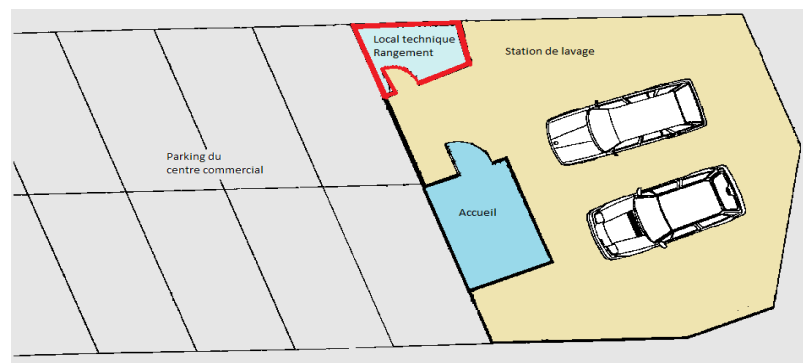 Local technique
Rangement
Station de lavage
Parking du
centre commercial
Accueil